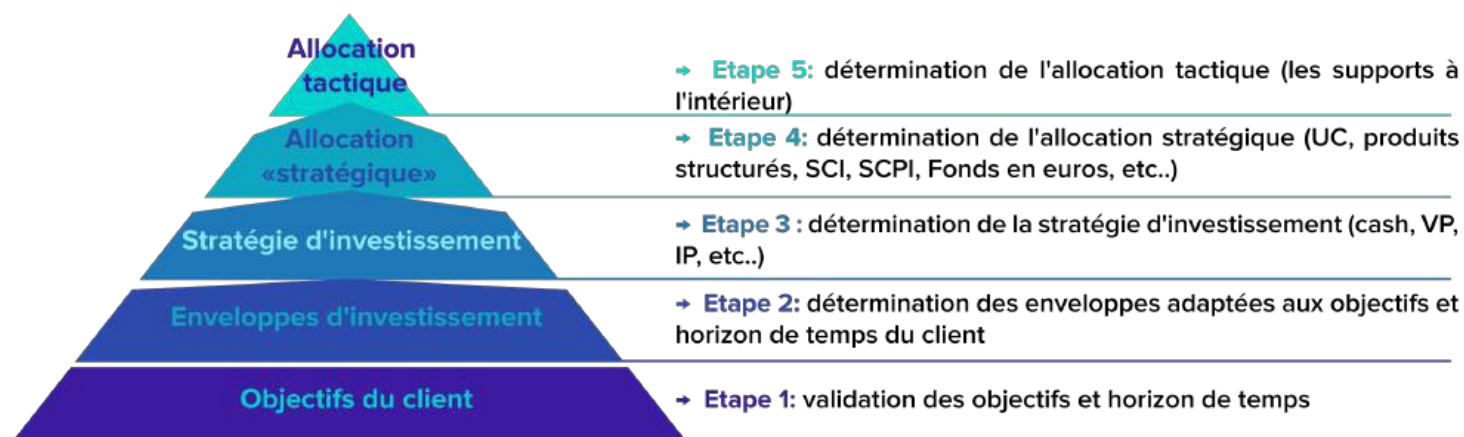 Allocation
tactique
→ Etape 5: détermination de l'allocation tactique (les supports à
l'intérieur)
Allocation
«stratégique»
→ Etape 4: détermination de l'allocation stratégique (UC, produits
structurés, SCI, SCPI, Fonds en euros, etc..)
Stratégie d'investissement
→ Etape 3 : détermination de la stratégie d'investissement (cash, VP,
IP, etc..)
Enveloppes d'investissement
→ Etape 2: détermination des enveloppes adaptées aux objectifs et
horizon de temps du client
Objectifs du client
→ Etape 1: validation des objectifs et horizon de temps